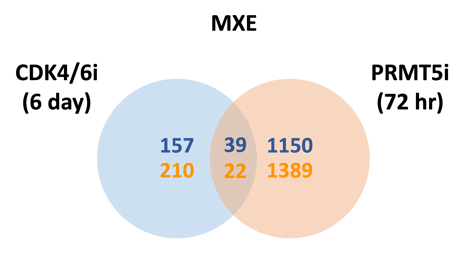 MXE
CDK4/6i
(6 day)
PRMT5i
(72 hr)
157 39 1150
210 22 1389